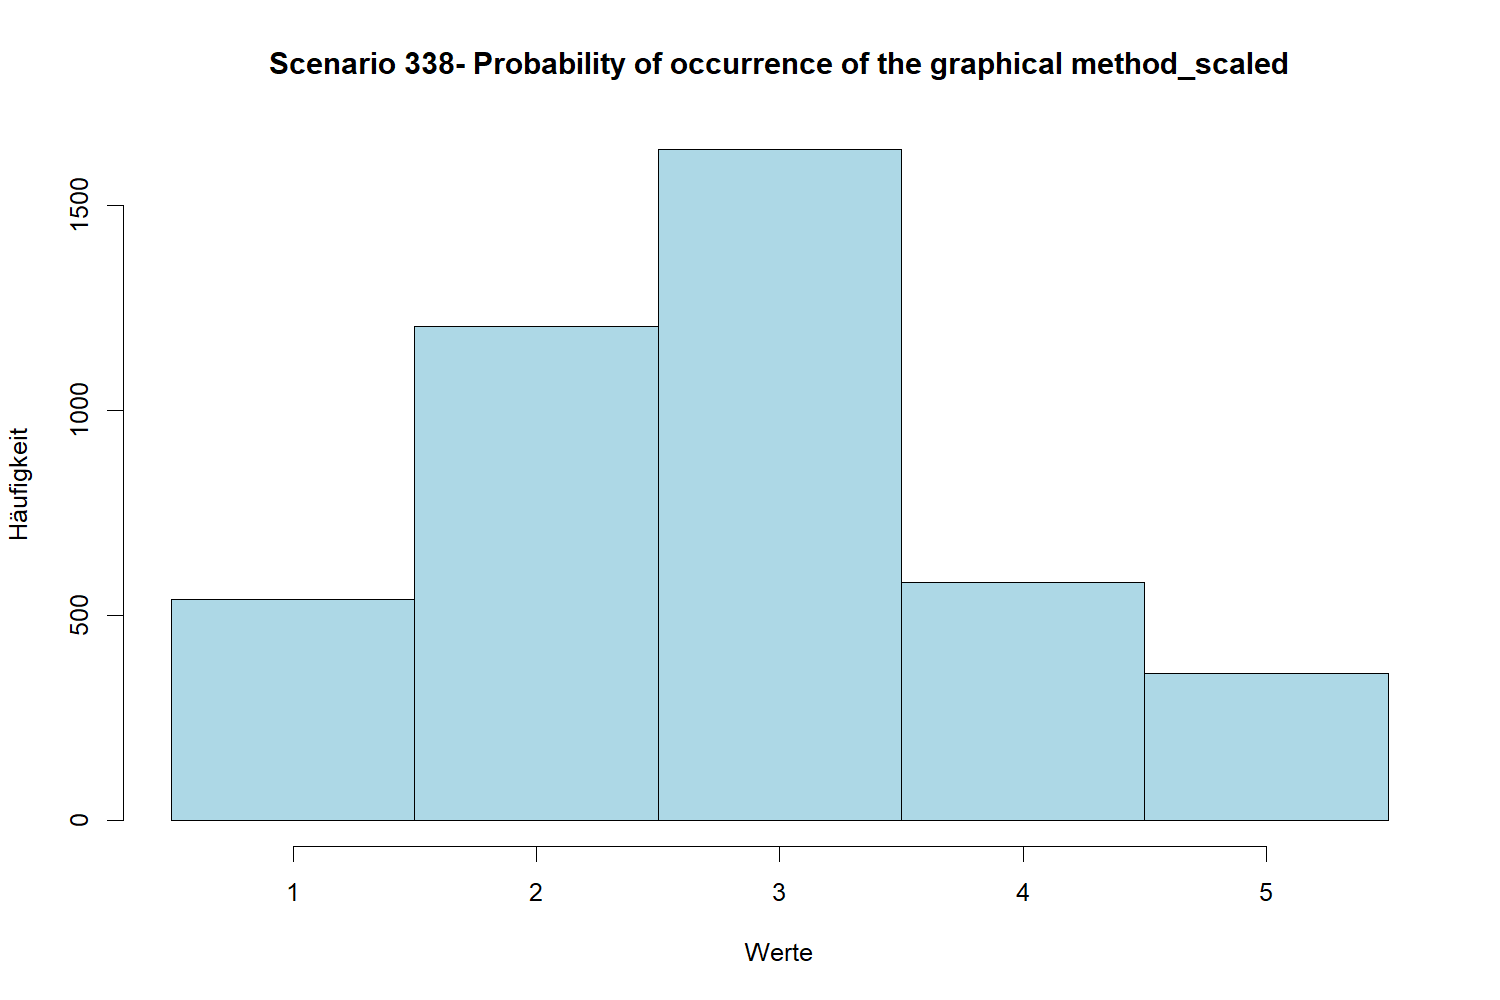 Scenario 338- Probability of occurrence of the graphical method_scaled
Häufigkeit
1500
1000
500
0
1 2 3 4 5
Werte